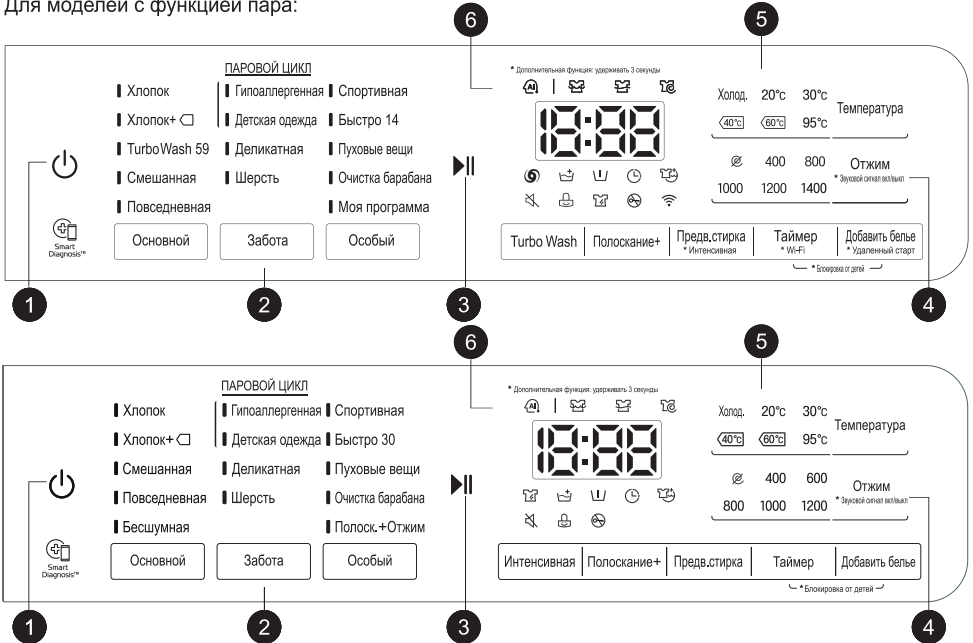 Для моделей с функцией пара:
6
5
ПАРОВОЙ ЦИКЛ
* Дополнительная функция: удерживать 3 секунды
Хлопок
Гипоаллергенная
Спортивная
AI
Холод. 20°c 30°c
Температура
Хлопок+
Детская одежда
Быстро 14
18:88
40°c 60°c 95°c
TurboWash 59
Деликатная
Пуховые вещи
400 800
Отжим
* Звуковой сигнал вкл/выкл
Смешанная
Шерсть
Очистка барабана
1000 1200 1400
Повседневная
Моя программа
Smart
Diagnosis™
Основной
Забота
Особый
Turbo Wash
Полоскание+
Предв.стирка
* Интенсивная
Таймер
* Wi-Fi
Добавить белье
* Удаленный старт
* Блокировка от детей
1
2
3
4
6
5
ПАРОВОЙ ЦИКЛ
* Дополнительная функция: удерживать 3 секунды
Хлопок
Гипоаллергенная
Спортивная
AI
Холод. 20°c 30°c
Температура
Хлопок+
Детская одежда
Быстро 30
18:88
40°c 60°c 95°c
Смешанная
Деликатная
Пуховые вещи
400 600
Отжим
* Звуковой сигнал вкл/выкл
Повседневная
Шерсть
Очистка барабана
800 1000 1200
Бесшумная
Полоск.+Отжим
Smart
Diagnosis™
Основной
Забота
Особый
Интенсивная
Полоскание+
Предв.стирка
Таймер
Добавить белье
* Блокировка от детей
1
2
3
4